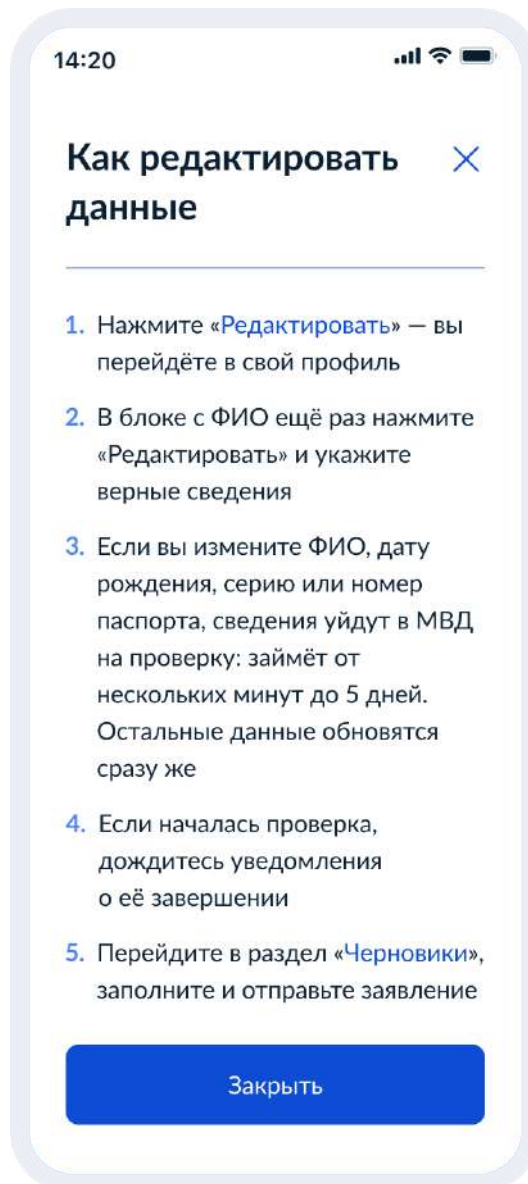 14:20
Как редактировать
данные
1. Нажмите «Редактировать» — вы
перейдёте в свой профиль
2. В блоке с ФИО ещё раз нажмите
«Редактировать» и укажите
верные сведения
3. Если вы измените ФИО, дату
рождения, серию или номер
паспорта, сведения уйдут в МВД
на проверку: займёт от
нескольких минут до 5 дней.
Остальные данные обновятся
сразу же
4. Если началась проверка,
дождитесь уведомления
о её завершении
5. Перейдите в раздел «Черновики»,
заполните и отправьте заявление
Закрыть